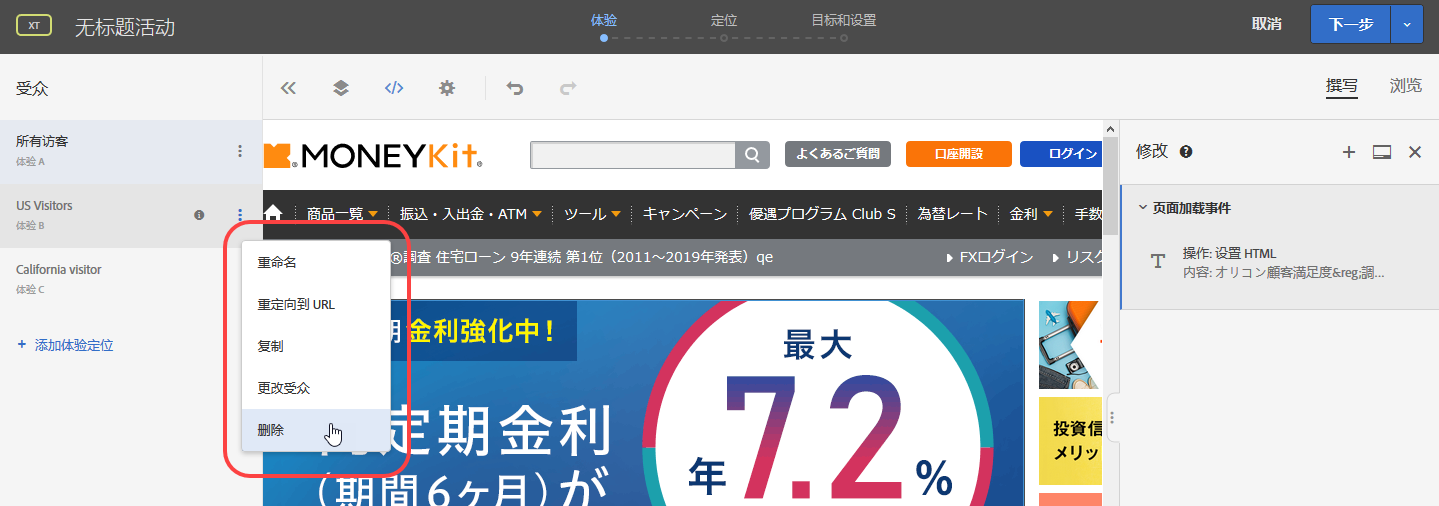 XT
无标题活动
体验
定位
目标和设置
取消
下一步
受众
撰写
浏览
所有访客
体验 A
US Visitors
体验 B
California visitor
体验 C
+ 添加体验定位
重命名
重定向到 URL
复制
更改受众
删除
MONEYKit
よくあるご質問
口座開設
ログイン
商品一覧
振込・入出金・ATM
ツール
キャンペーン
優遇プログラム Club S
為替レート
金利
手数
®調査 住宅ローン 9年連続 第1位（2011〜2019年発表）qe
FXログイン
リスク
期 金利強化中！
最大
年 7.2 %
定期金利
（期間6ヶ月）が
投資信
メリッ
修改
页面加载事件
T
操作: 设置 HTML
内容: オリコン顧客満足度&reg;調...